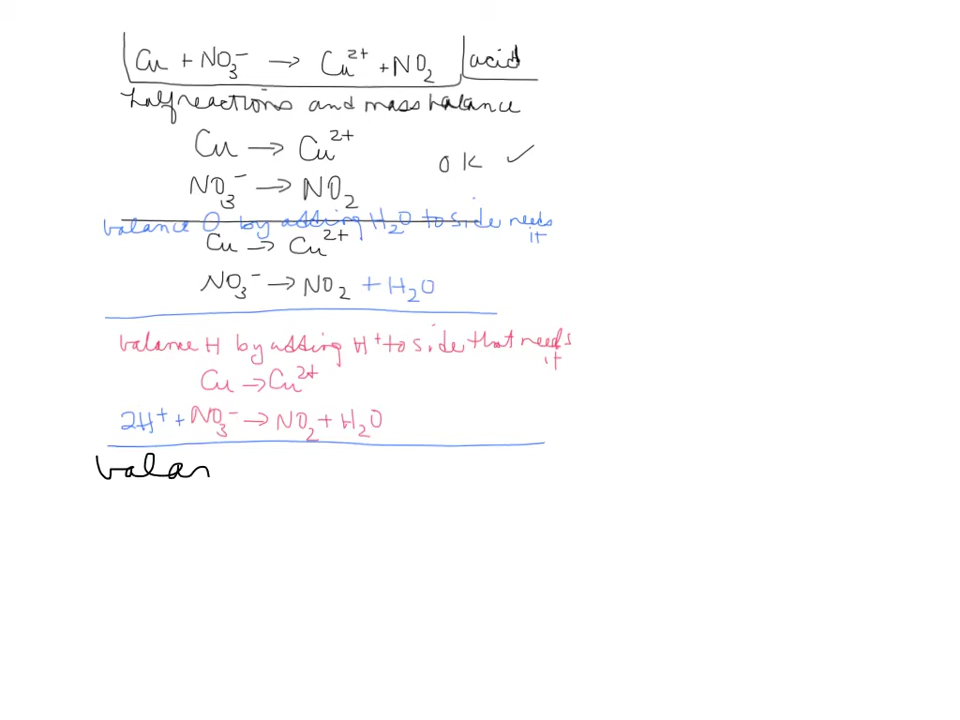 Cu + NO₃⁻ → Cu²⁺ + NO₂ acid
half reactions and mass balance
Cu → Cu²⁺
OK ✓
NO₃⁻ → NO₂
balance O by adding H₂O to side needs it
Cu → Cu²⁺
NO₃⁻ → NO₂ + H₂O
balance H by adding H⁺ to side that needs it
Cu → Cu²⁺
2H⁺ + NO₃⁻ → NO₂ + H₂O
balan